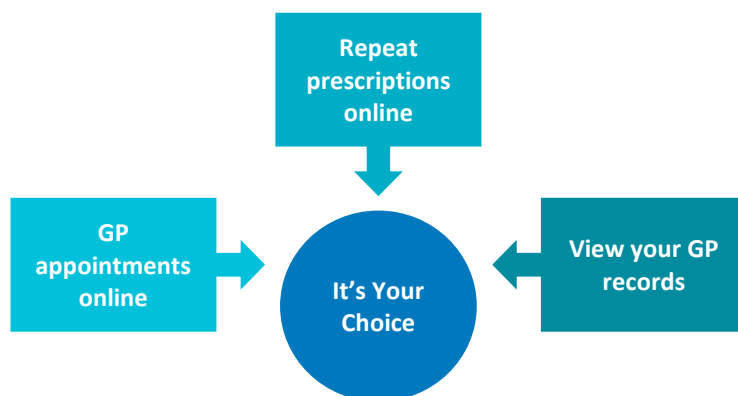 Repeat
prescriptions
online
GP
appointments
online
It’s Your
Choice
View your GP
records